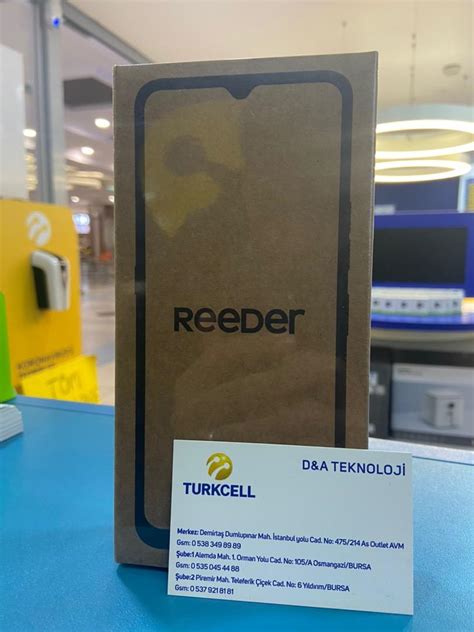 Reeder
TURKCELL
D&A TEKNOLOJİ
Merkez: Demirtaş Dumlupınar Mah. İstanbul yolu Cad. No: 475/214 As Outlet AVM
Gsm: 0 538 349 89 89
Şube:1 Alemda Mah. 1. Orman Yolu Cad. No: 105/A Osmangazi/BURSA
Gsm: 0 535 045 44 88
Şube:2 Piremir Mah. Teleferik Çiçek Cad. No: 6 Yıldırım/BURSA
Gsm: 0 537 921 81 81